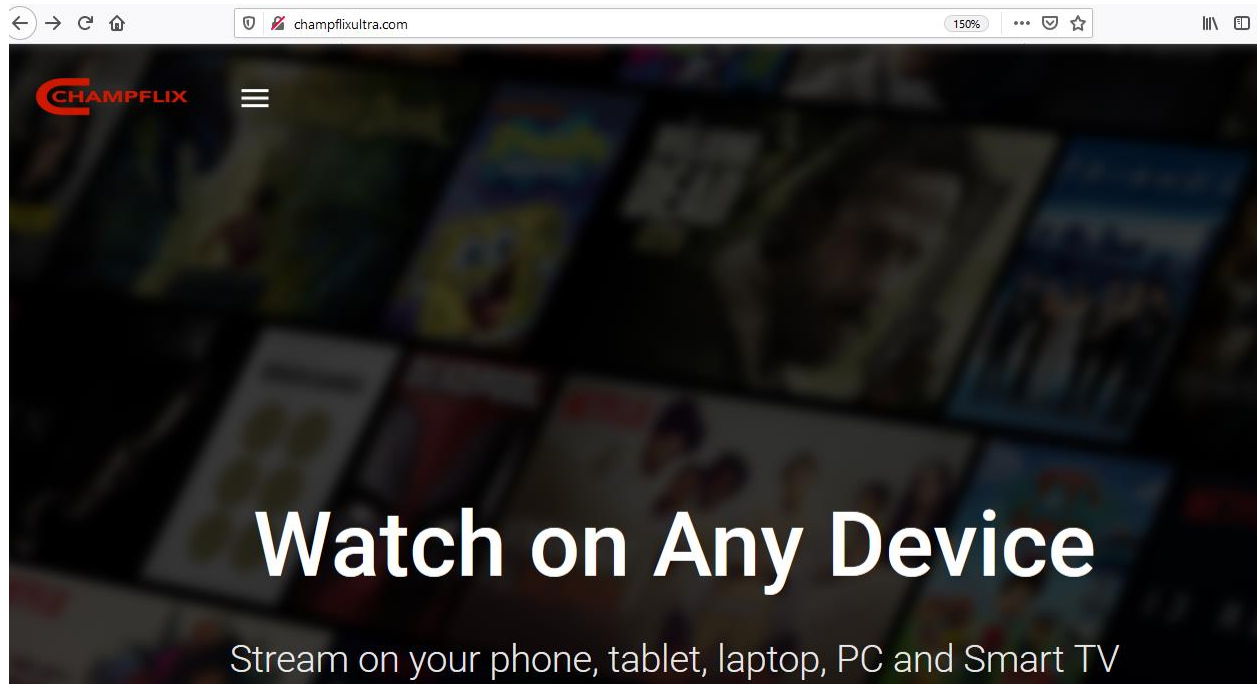 champflixultra.com
150%
CHAMPFLIX
Watch on Any Device
Stream on your phone, tablet, laptop, PC and Smart TV